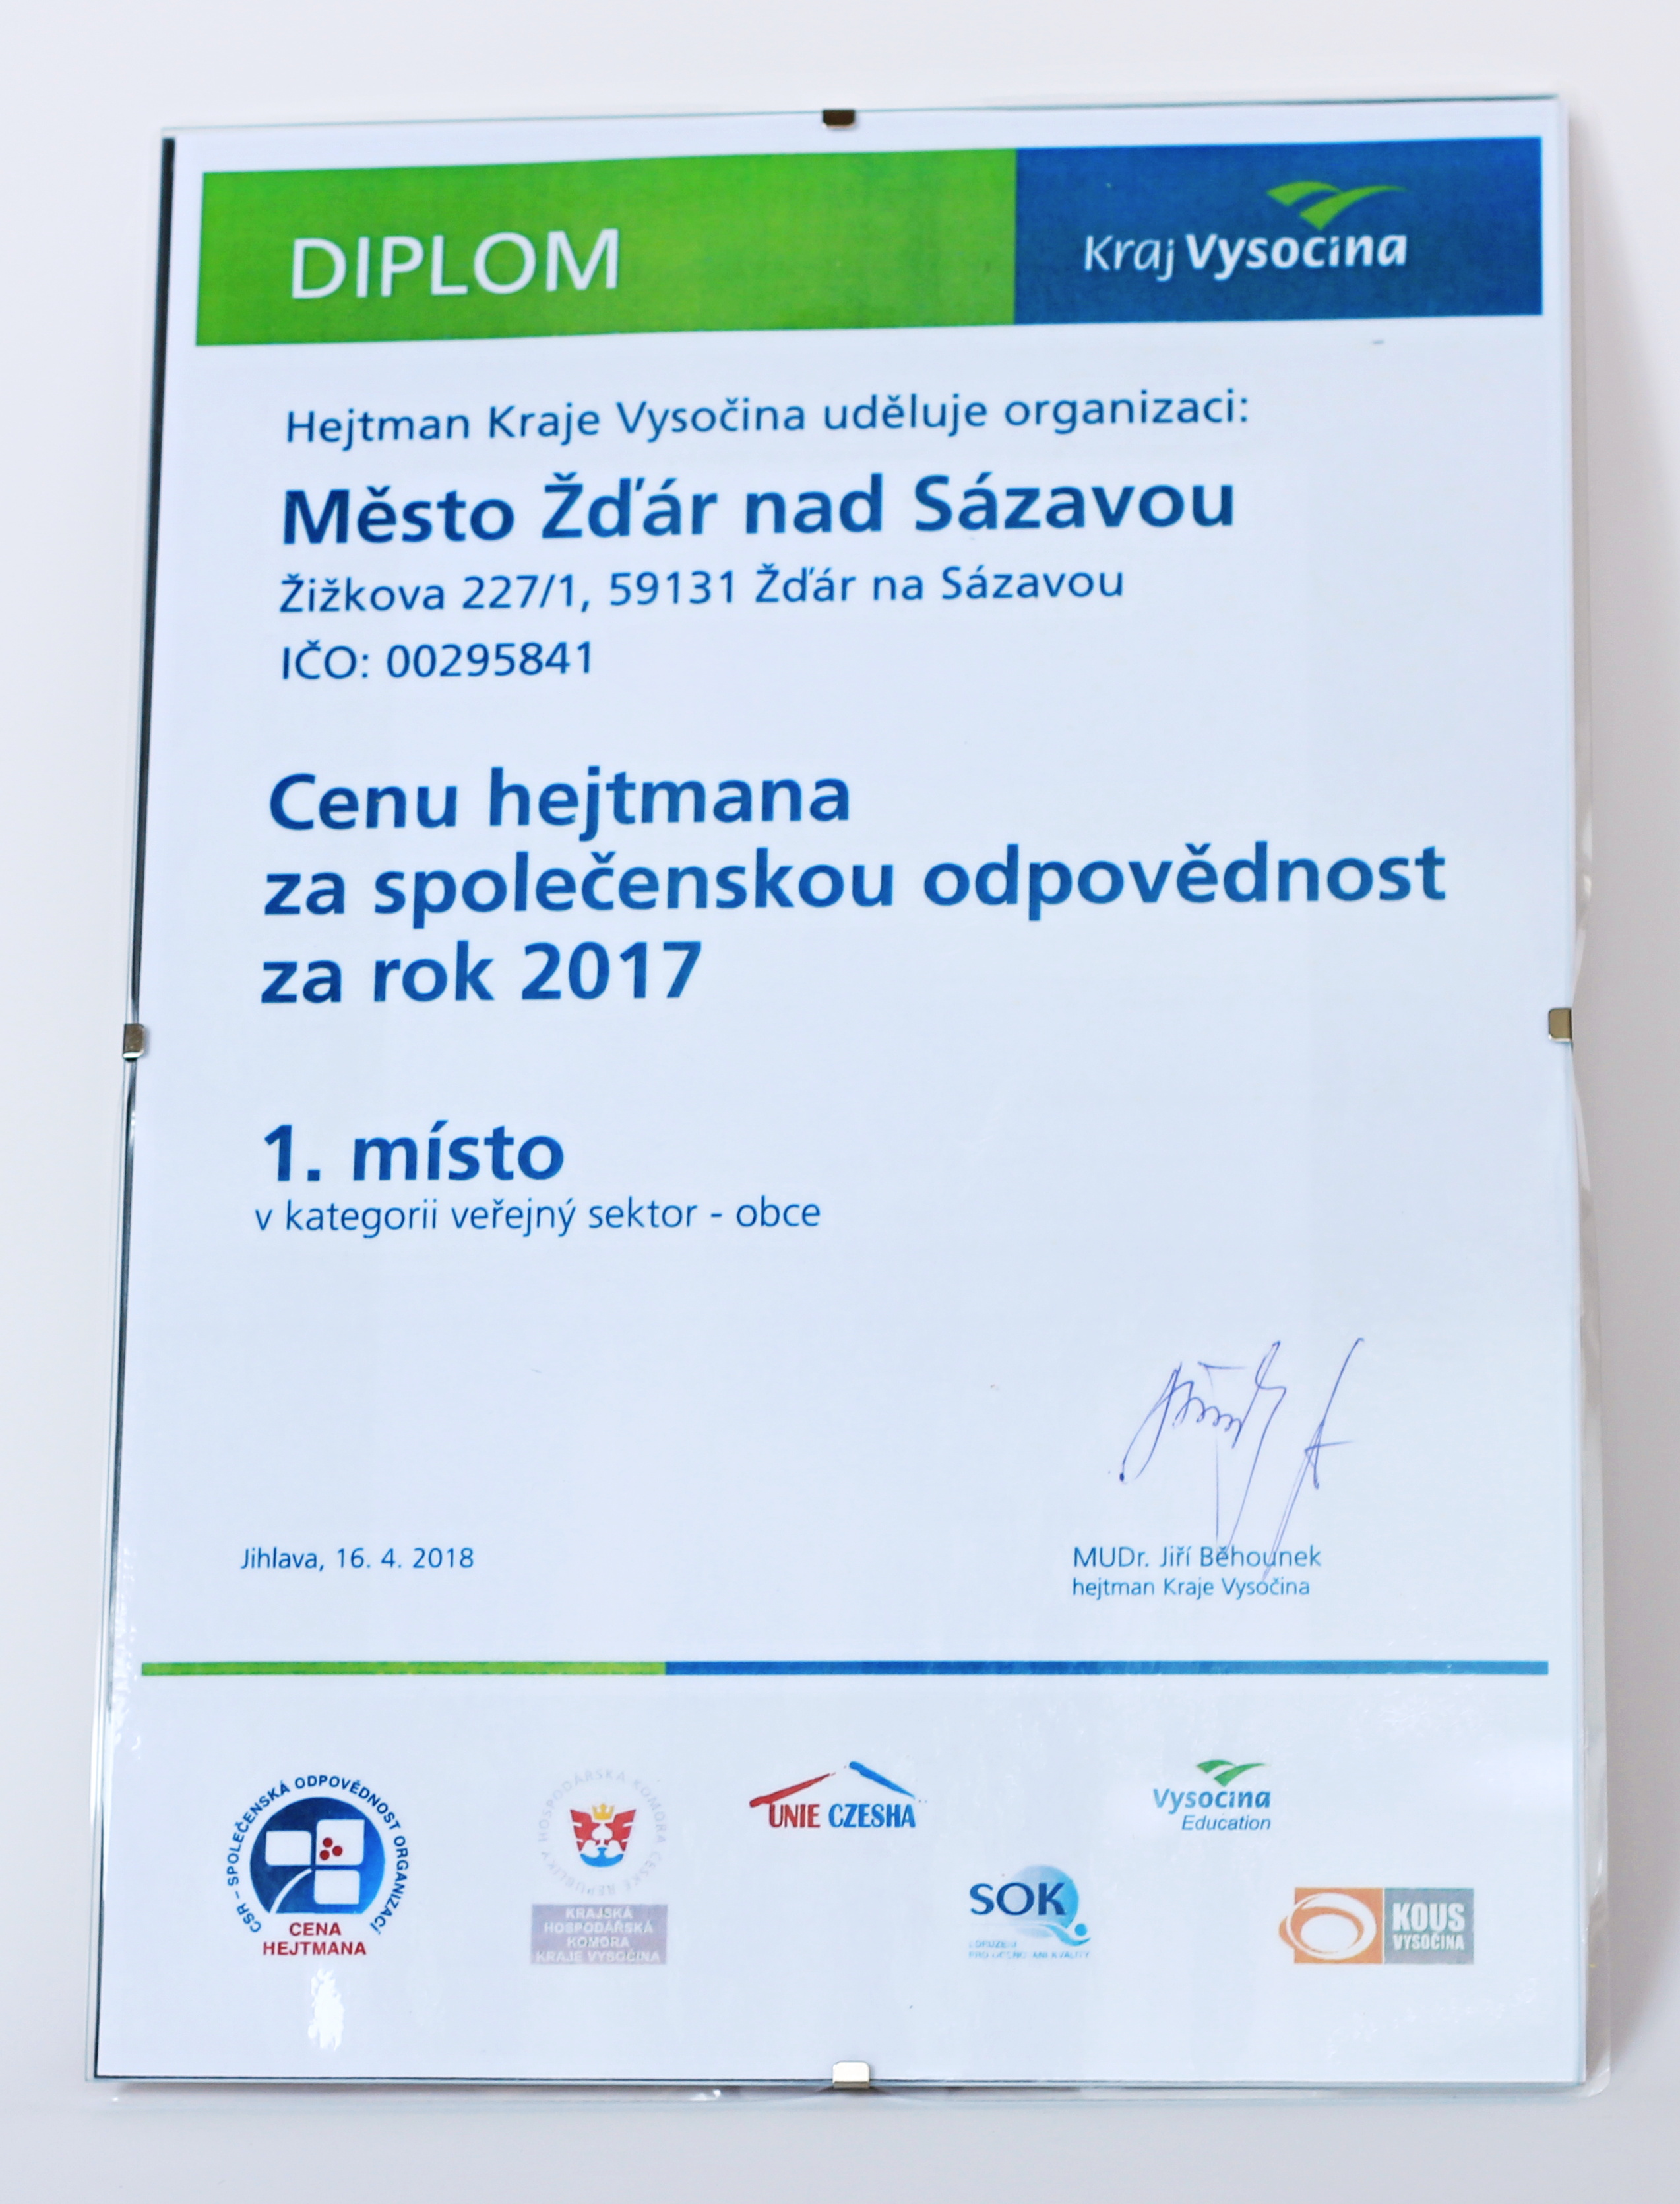 DIPLOM
Kraj Vysočina
Hejtman Kraje Vysočina uděluje organizaci:
Město Žďár nad Sázavou
Žižkova 227/1, 59131 Žďár na Sázavou
IČO: 00295841
Cenu hejtmana
za společenskou odpovědnost
za rok 2017
1. místo
v kategorii veřejný sektor - obce
Jihlava, 16. 4. 2018
MUDr. Jiří Běhounek
hejtman Kraje Vysočina
CSR – SPOLEČENSKÁ ODPOVĚDNOST ORGANIZACÍ
CENA
HEJTMANA
HOSPODÁŘSKÁ KOMORA ČESKÉ REPUBLIKY
KRAJSKÁ
HOSPODÁŘSKÁ
KOMORA
KRAJE VYSOČINA
UNIE CZESHA
SOK
Vysočina
Education
KOUS
VYSOČINA